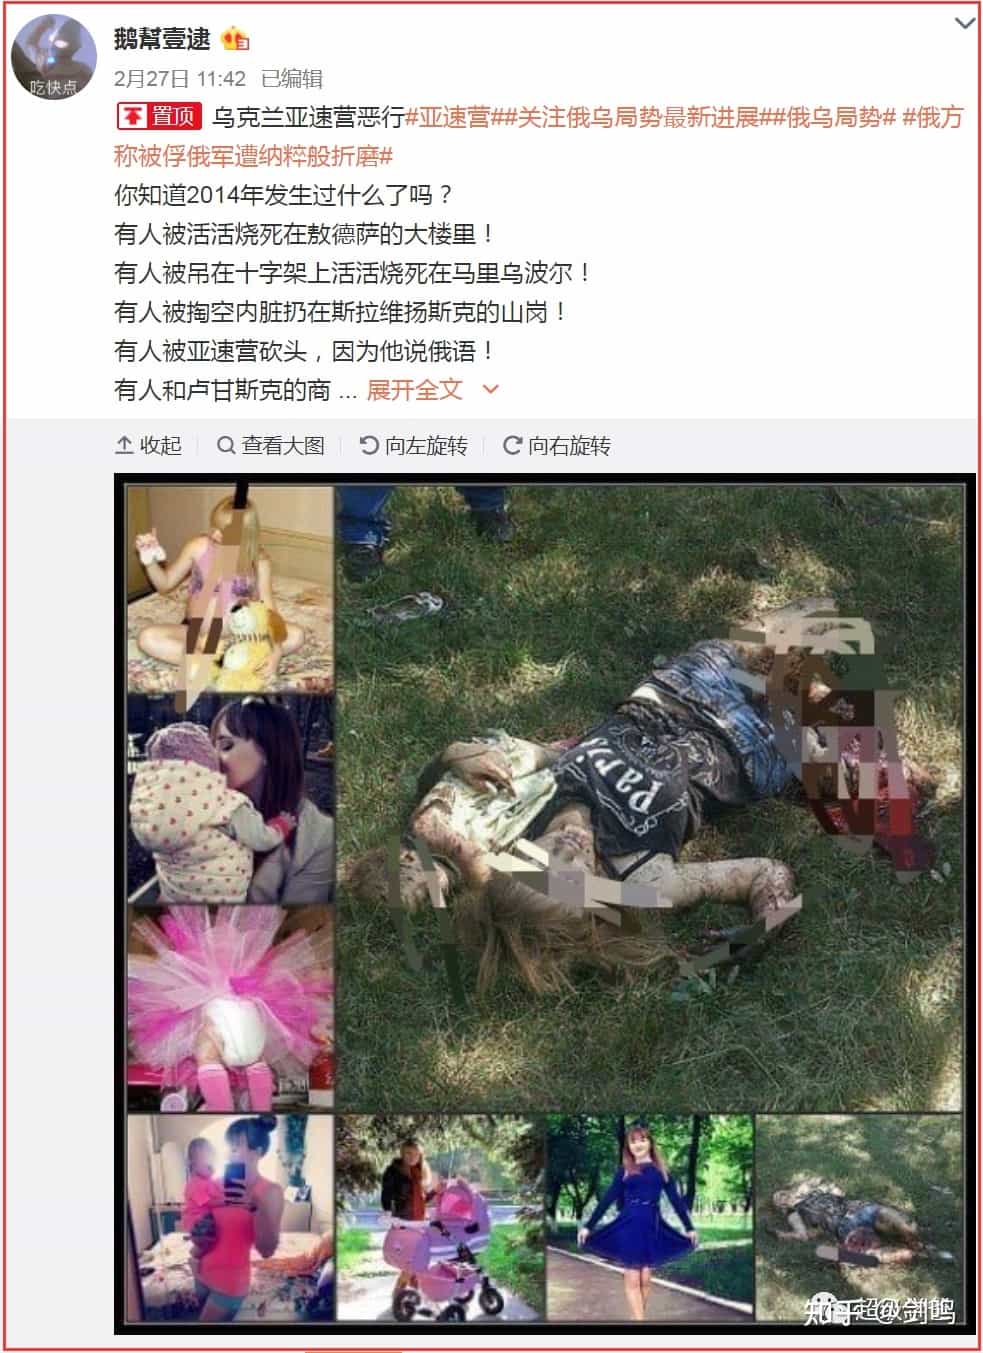 吃快点
鹅幫壹逮
2月27日 11:42 已编辑
置顶 乌克兰亚速营恶行#亚速营##关注俄乌局势最新进展##俄乌局势# #俄方
称被俘俄军遭纳粹般折磨#
你知道2014年发生过什么了吗？
有人被活活烧死在敖德萨的大楼里！
有人被吊在十字架上活活烧死在马里乌波尔！
有人被掏空内脏扔在斯拉维扬斯克的山岗！
有人被亚速营砍头，因为他说俄语！
有人和卢甘斯克的商 ... 展开全文
收起 查看大图 向左旋转 向右旋转
Pari
知乎 @剑鸣